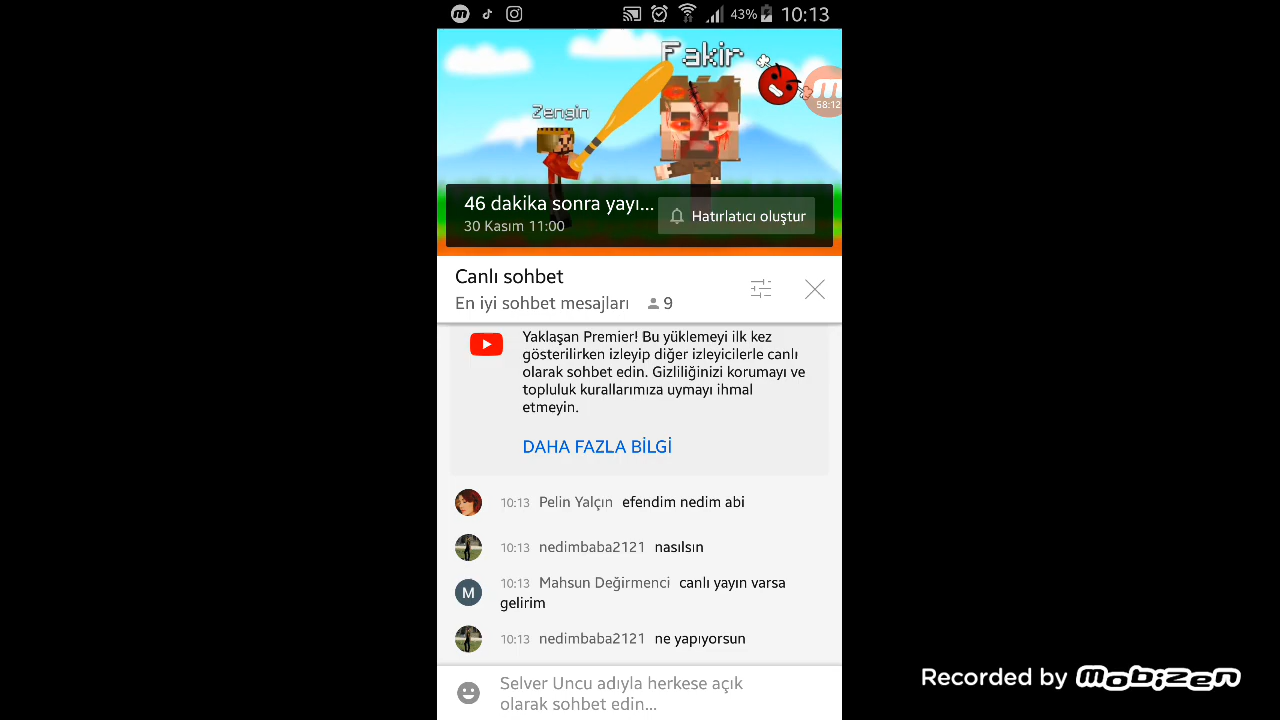 43% 10:13
Fakir
Zengin
58:12
46 dakika sonra yayı...
30 Kasım 11:00
Hatırlatıcı oluştur
Canlı sohbet
En iyi sohbet mesajları 9
Yaklaşan Premier! Bu yüklemeyi ilk kez
gösterilirken izleyip diğer izleyicilerle canlı
olarak sohbet edin. Gizliliğinizi korumayı ve
topluluk kurallarımıza uymayı ihmal
etmeyin.
DAHA FAZLA BİLGİ
10:13 Pelin Yalçın efendim nedim abi
10:13 nedimbaba2121 nasılsın
M 10:13 Mahsun Değirmenci canlı yayın varsa
gelirim
10:13 nedimbaba2121 ne yapıyorsun
Selver Uncu adıyla herkese açık
olarak sohbet edin...
Recorded by mobizen